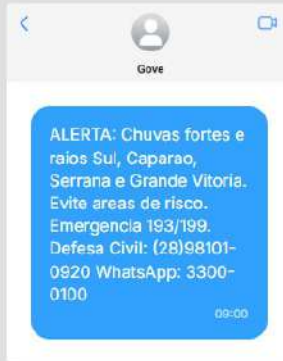 Gove
ALERTA: Chuvas fortes e
raios Sul, Caparao,
Serrana e Grande Vitoria.
Evite areas de risco.
Emergencia 193/199.
Defesa Civil: (28)98101-
0920 WhatsApp: 3300-
0100
09:00